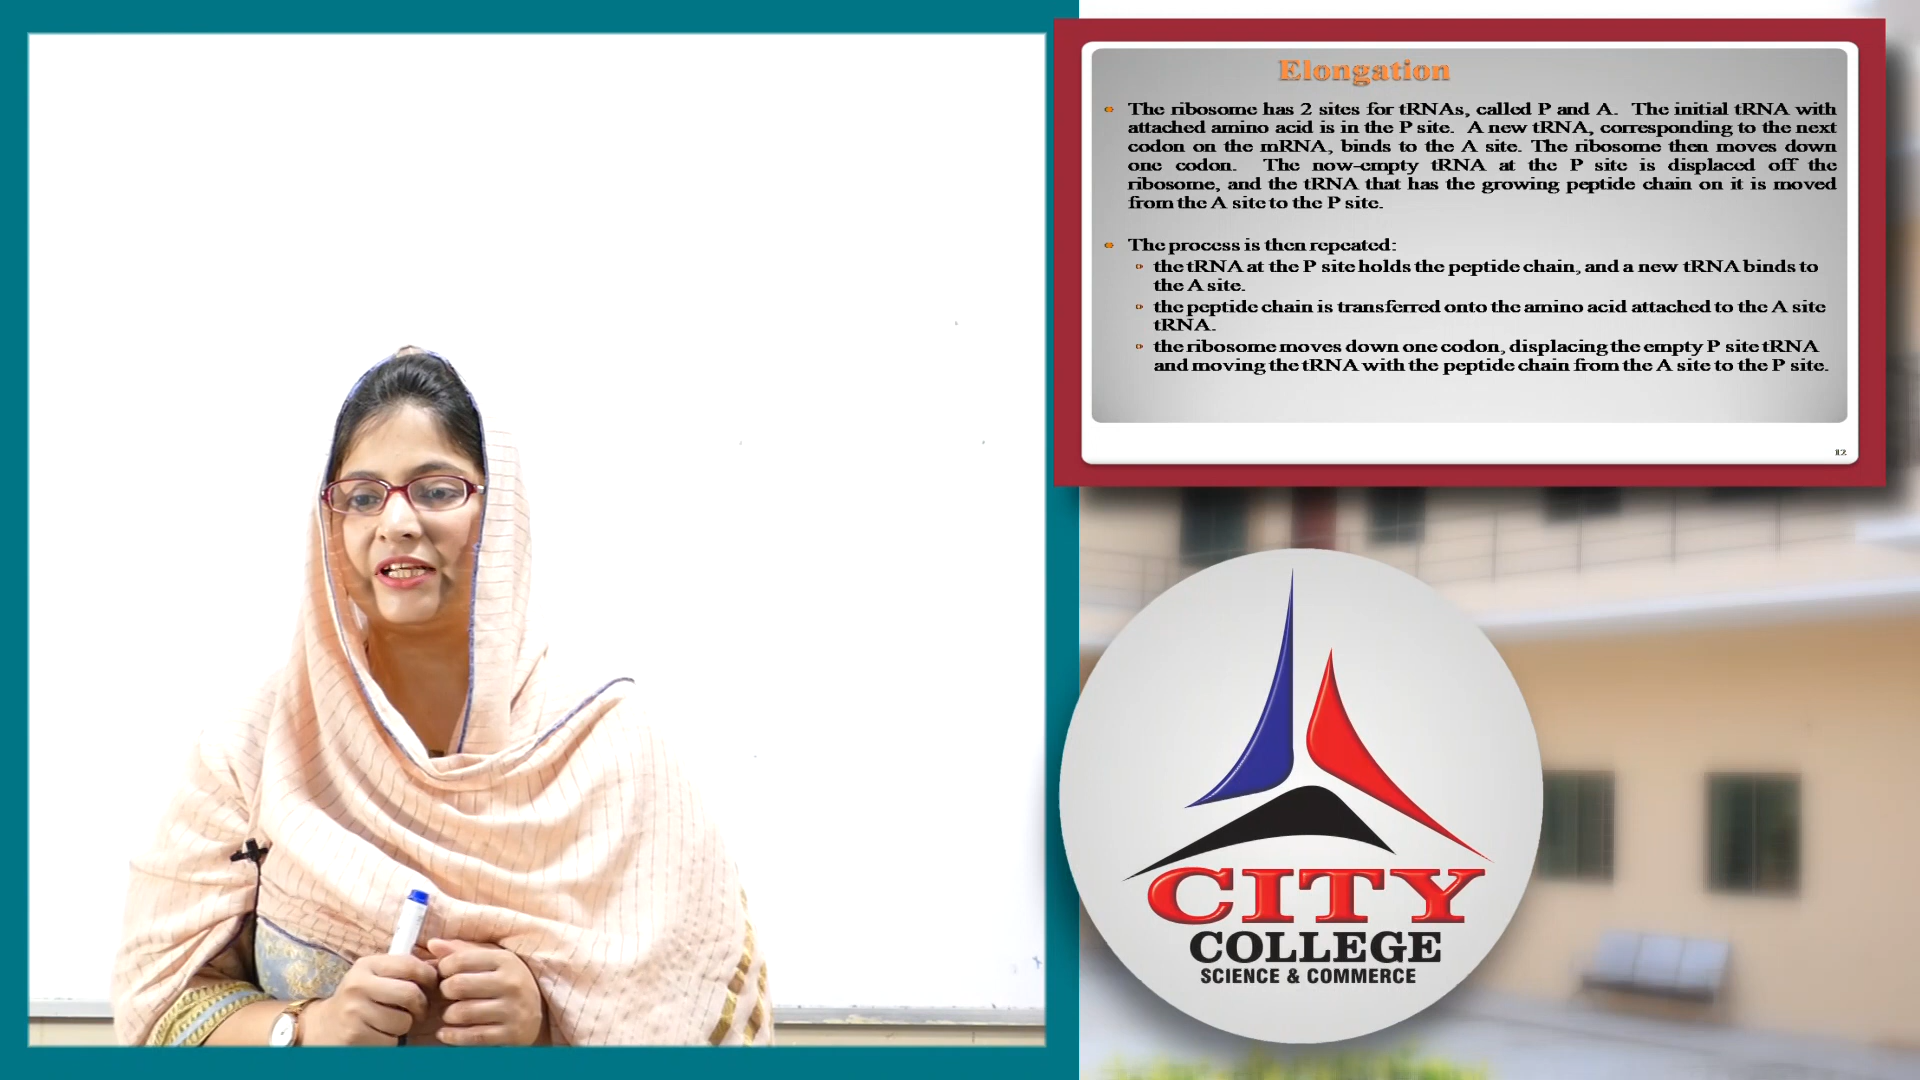 Elongation
The ribosome has 2 sites for tRNAs, called P and A. The initial tRNA with
attached amino acid is in the P site. A new tRNA, corresponding to the next
codon on the mRNA, binds to the A site. The ribosome then moves down
one codon. The now-empty tRNA at the P site is displaced off the
ribosome, and the tRNA that has the growing peptide chain on it is moved
from the A site to the P site.
The process is then repeated:
the tRNA at the P site holds the peptide chain, and a new tRNA binds to
the A site.
the peptide chain is transferred onto the amino acid attached to the A site
tRNA.
the ribosome moves down one codon, displacing the empty P site tRNA
and moving the tRNA with the peptide chain from the A site to the P site.
12
CITY
COLLEGE
SCIENCE & COMMERCE